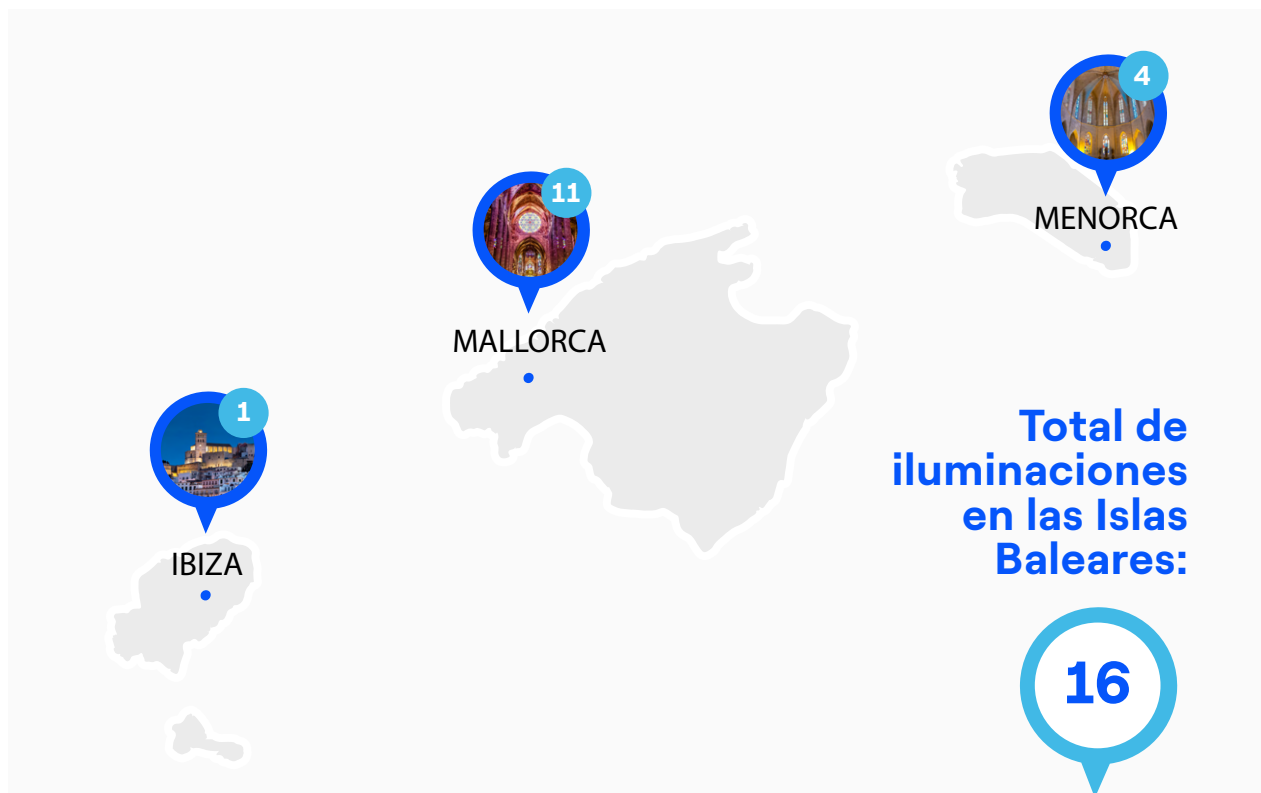 4
MENORCA
11
MALLORCA
1
IBIZA
Total de
iluminaciones
en las Islas
Baleares:
16